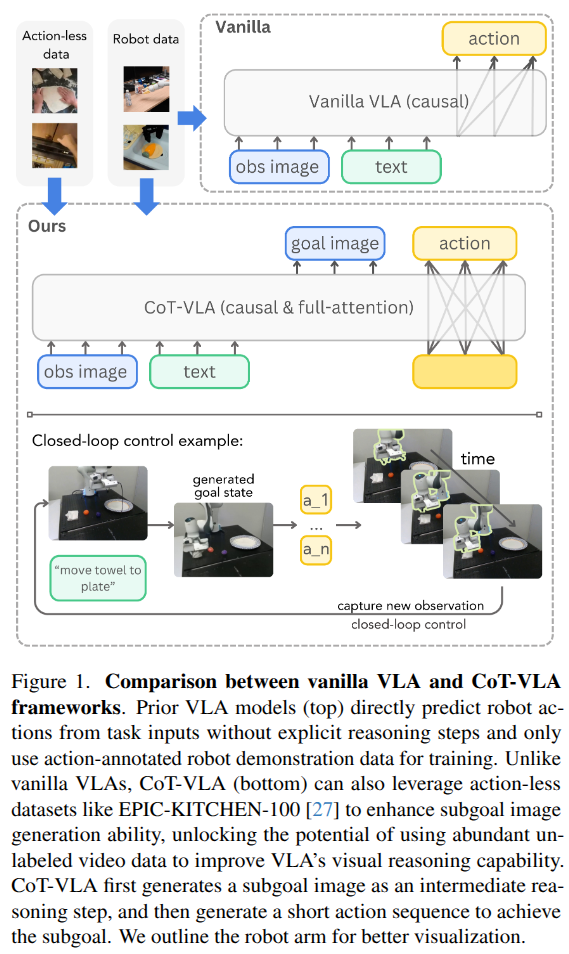 Action-less
data
Robot data
Vanilla
action
Vanilla VLA (causal)
obs image
text
Ours
goal image
action
CoT-VLA (causal & full-attention)
obs image
text
Closed-loop control example:
generated
goal state
a_1
...
a_n
time
“move towel to
plate”
capture new observation
closed-loop control
Figure 1. Comparison between vanilla VLA and CoT-VLA
frameworks. Prior VLA models (top) directly predict robot ac-
tions from task inputs without explicit reasoning steps and only
use action-annotated robot demonstration data for training. Unlike
vanilla VLAs, CoT-VLA (bottom) can also leverage action-less
datasets like EPIC-KITCHEN-100 [27] to enhance subgoal image
generation ability, unlocking the potential of using abundant un-
labeled video data to improve VLA’s visual reasoning capability.
CoT-VLA first generates a subgoal image as an intermediate rea-
soning step, and then generate a short action sequence to achieve
the subgoal. We outline the robot arm for better visualization.